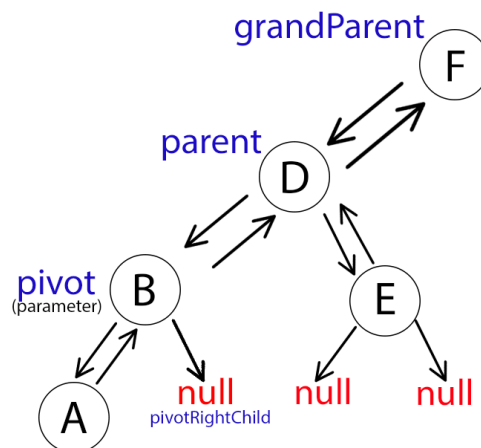 grandParent
F
parent
D
pivot
(parameter)
B
E
null
pivotRightChild
null
null
A